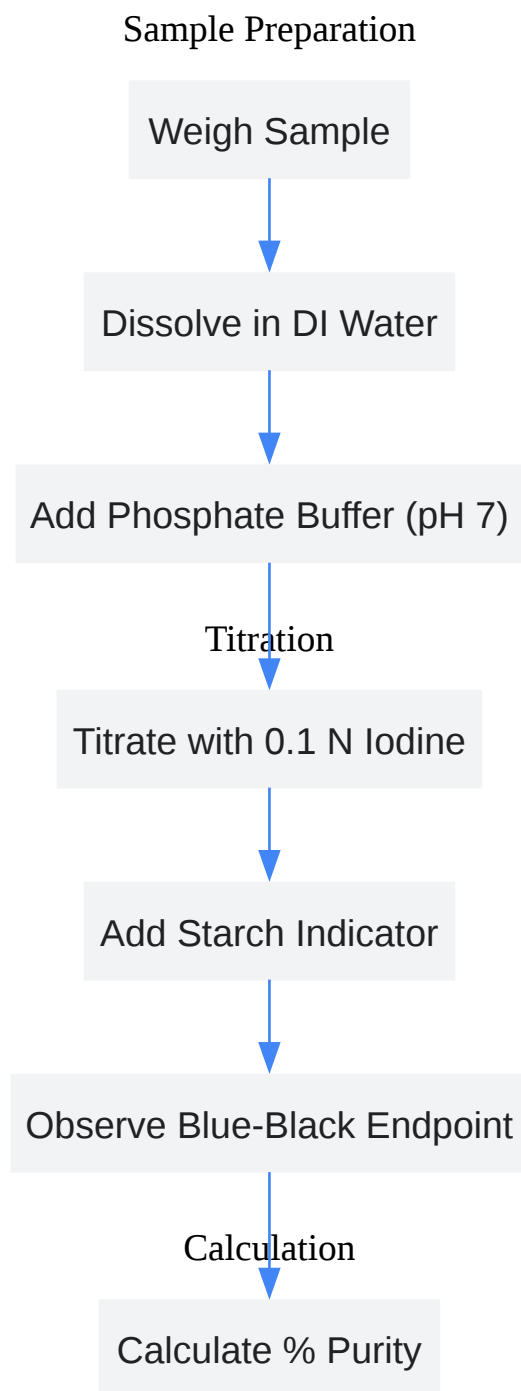 Sample Preparation
Weigh Sample
Dissolve in DI Water
Add Phosphate Buffer (pH 7)
Titration
Titrate with 0.1 N Iodine
Add Starch Indicator
Observe Blue-Black Endpoint
Calculation
Calculate % Purity